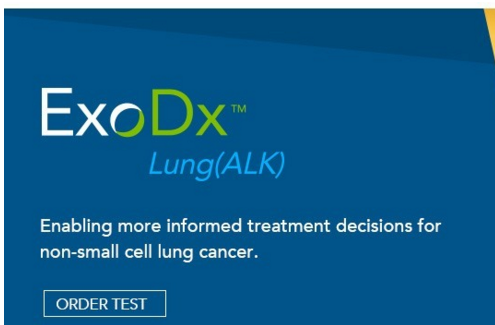 ExoDx™
Lung(ALK)
Enabling more informed treatment decisions for
non-small cell lung cancer.
ORDER TEST